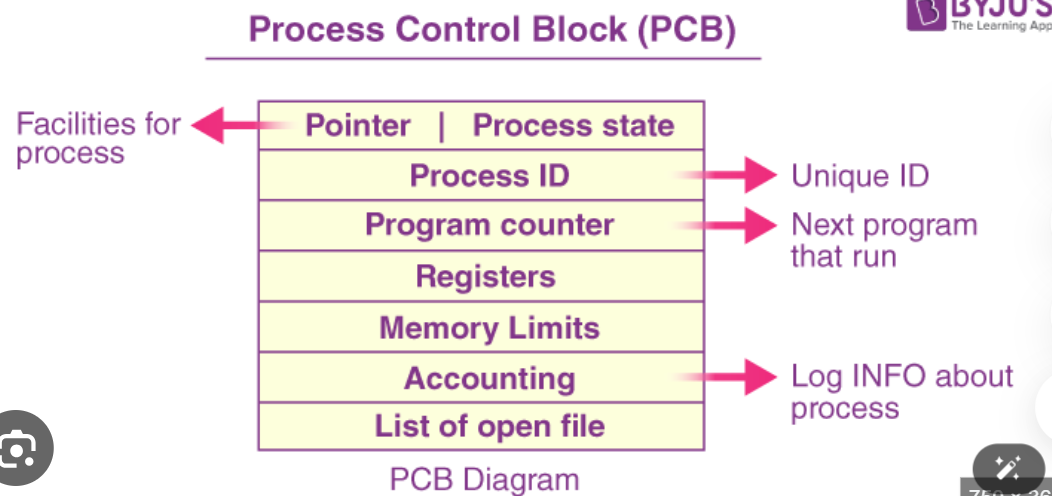 Process Control Block (PCB)
BYJU'S
The Learning App
Facilities for
process
Pointer | Process state
Process ID
Unique ID
Program counter
Next program
that run
Registers
Memory Limits
Accounting
Log INFO about
process
List of open file
PCB Diagram